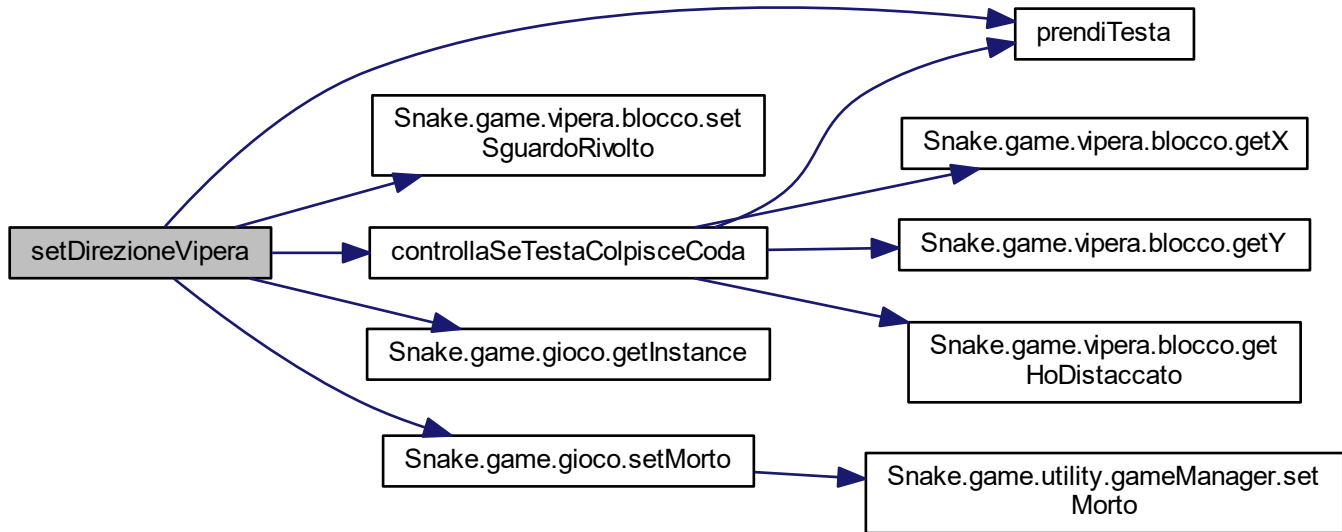 prendiTesta
Snake.game.vipera.blocco.set
SguardoRivolto
Snake.game.vipera.blocco.getX
setDirezioneVipera
controllaSeTestaColpisceCoda
Snake.game.vipera.blocco.getY
Snake.game.gioco.getInstance
Snake.game.vipera.blocco.get
HoDistaccato
Snake.game.gioco.setMorto
Snake.game.utility.gameManager.set
Morto